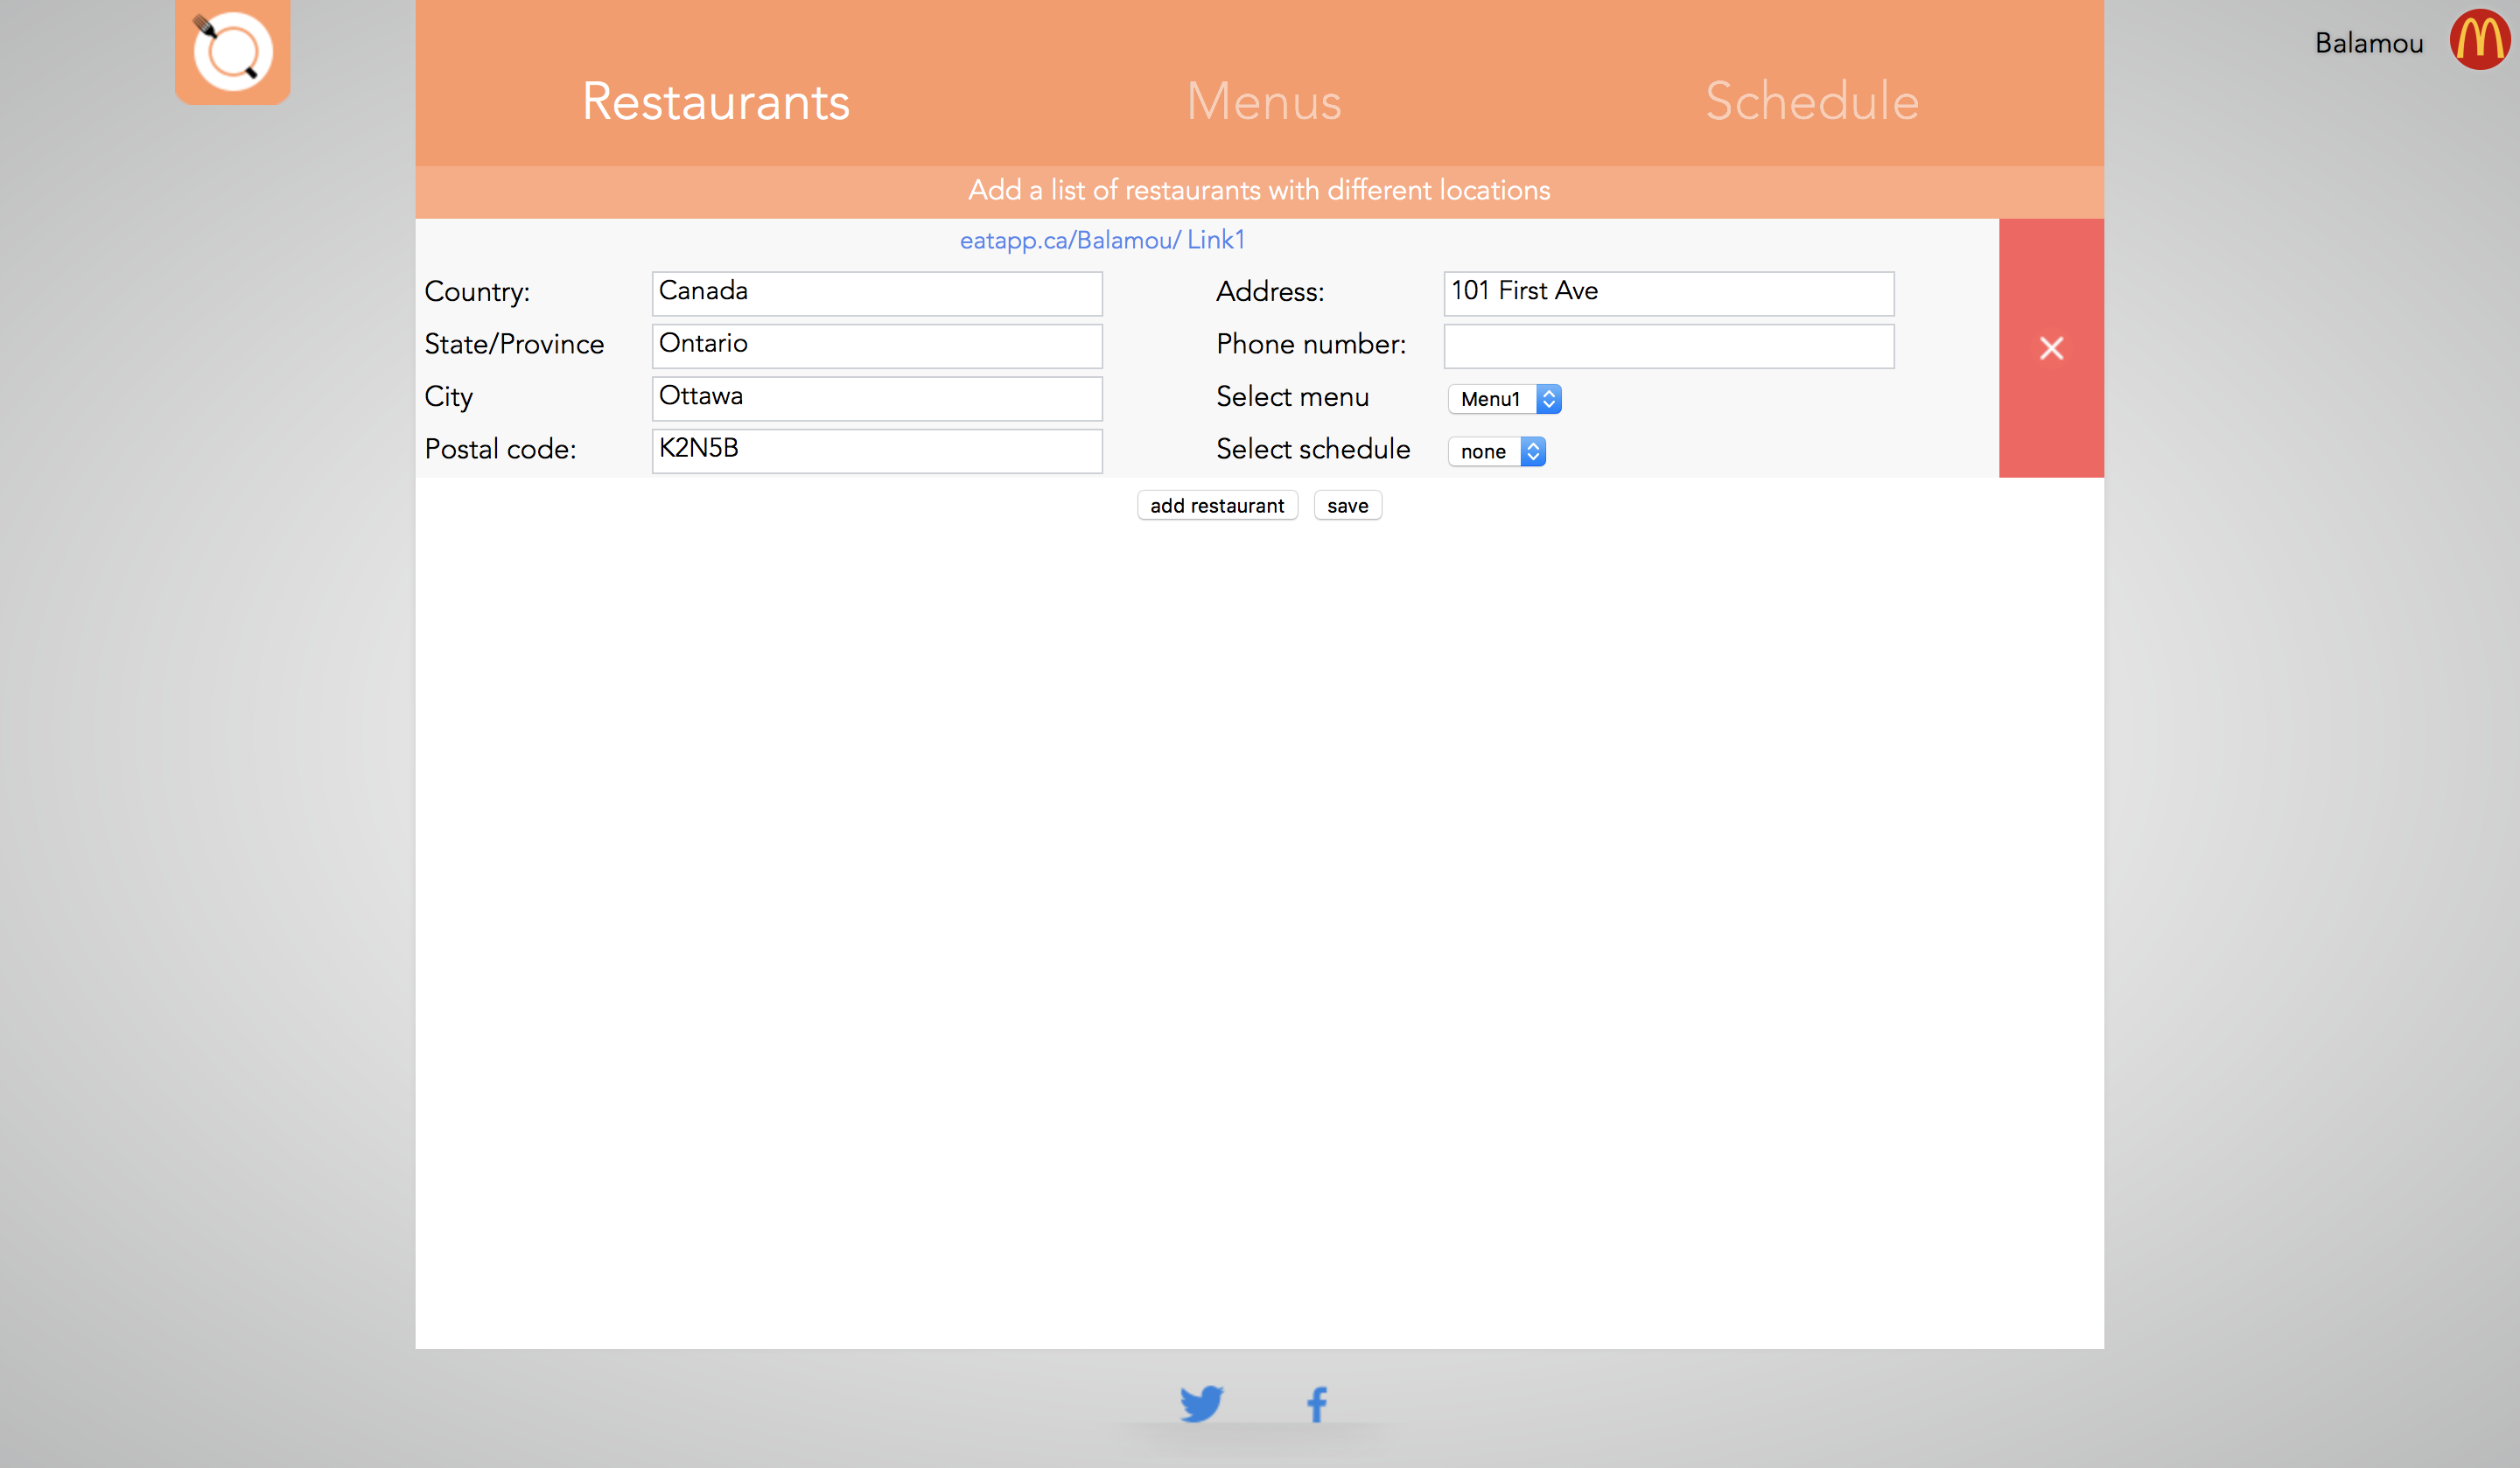 Balamou
Restaurants Menus Schedule
Add a list of restaurants with different locations
eatapp.ca/Balamou/ Link1
Country: Canada Address: 101 First Ave
State/Province Ontario Phone number:
City Ottawa Select menu Menu1
Postal code: K2N5B Select schedule none
add restaurant save